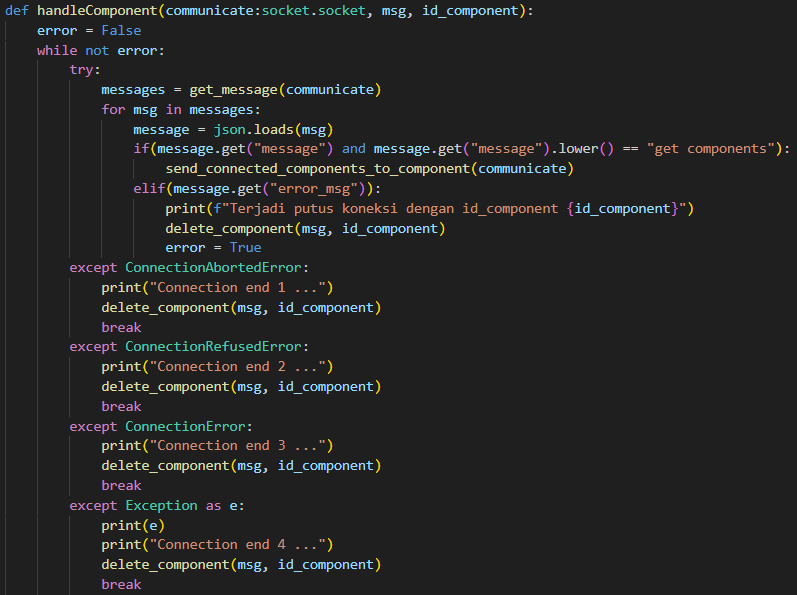 def handleComponent(communicate:socket.socket, msg, id_component):
    error = False
    while not error:
        try:
            messages = get_message(communicate)
            for msg in messages:
                message = json.loads(msg)
                if(message.get("message") and message.get("message").lower() == "get components"):
                    send_connected_components_to_component(communicate)
                elif(message.get("error_msg")):
                    print(f"Terjadi putus koneksi dengan id_component {id_component}")
                    delete_component(msg, id_component)
                    error = True
        except ConnectionAbortedError:
            print("Connection end 1 ...")
            delete_component(msg, id_component)
            break
        except ConnectionRefusedError:
            print("Connection end 2 ...")
            delete_component(msg, id_component)
            break
        except ConnectionError:
            print("Connection end 3 ...")
            delete_component(msg, id_component)
            break
        except Exception as e:
            print(e)
            print("Connection end 4 ...")
            delete_component(msg, id_component)
            break